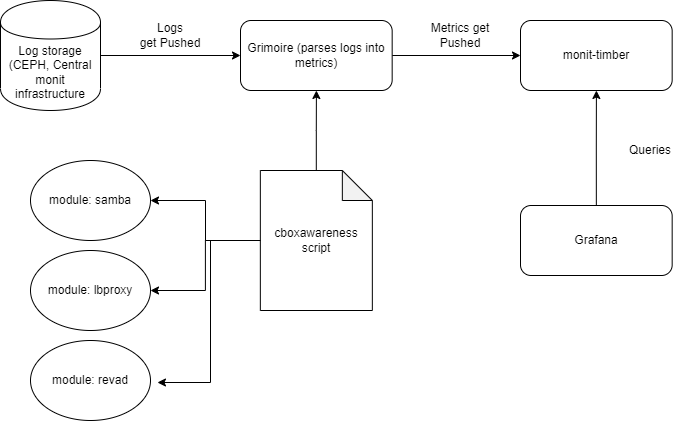 Log storage
(CEPH, Central
monit
infrastructure
Logs
get Pushed
Grimoire (parses logs into
metrics)
Metrics get
Pushed
monit-timber
Queries
Grafana
cboxawareness
script
module: samba
module: lbproxy
module: revad